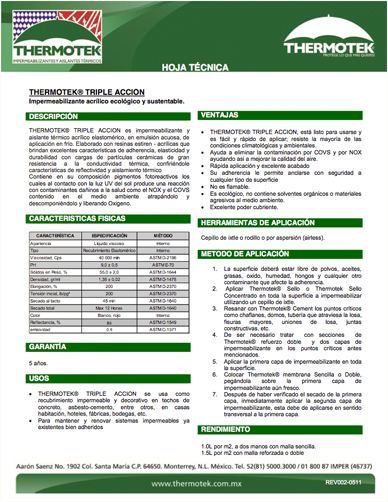 THERMOTEK®
IMPERMEABILIZANTES Y AISLANTES TÉRMICOS
THERMOTEK®
PROTEGE LO QUE MÁS QUIERES
HOJA TÉCNICA
THERMOTEK® TRIPLE ACCION
Impermeabilizante acrílico ecológico y sustentable.
DESCRIPCIÓN
THERMOTEK® TRIPLE ACCION es impermeabilizante y
aislante térmico acrílico elastomérico, en emulsión acuosa, de
aplicación en frío. Elaborado con resinas estiren - acrílicas que
brindan excelentes características de adherencia, elasticidad y
durabilidad con cargas de partículas cerámicas de gran
resistencia a la conductividad térmica, confiriéndole
características de reflectividad y aislamiento térmico
Contiene en su composición pigmentos fotoreactivos los
cuales al contacto con la luz UV del sol produce una reacción
con contaminantes dañinos a la salud como el NOX y el COVS
contenido en el medio ambiente atrapándolo y
descomponiéndolo y liberando Oxigeno.
CARACTERISTICAS FISICAS
CARACTERÍSTICA ESPECIFICACIÓN MÉTODO
Apariencia Líquido viscoso Interno
Tipo Recubrimiento Elastomérico Interno
Viscosidad, Cps 40 000 min ASTM D-2196
PH ASTM E-70
Sólidos en Peso, % ASTM D-1644
Densidad, gr/ml ASTM D-1475
Elongación, % 200 ASTM D-2370
200 ASTM D-2370
Secado al tacto 45 min ASTM D-1640
Secado total Max 12 Horas ASTM D-1640
Color Blanco, rojo Interno
Reflectancia, % ASTM D-1549
0.5 ASTM D-1371
GARANTÍA
5 años.
USOS
• THERMOTEK® TRIPLE ACCION se usa como
recubrimiento impermeable y decorativo en techos de
concreto, asbesto-cemento, entre otros, en casas
habitación, hoteles, fábricas, bodegas, etc.
• Para mantener y renovar sistemas impermeables ya
existentes bien adheridos
VENTAJAS
• THERMOTEK® TRIPLE ACCION, está listo para usarse y
es fácil y rápido de aplicar; resiste la mayoría de las
condiciones climatológicas y ambientales.
• Ayuda a eliminar la contaminación por COVS y por NOX
ayudando asi a mejorar la calidad del aire.
• Rápida aplicación y excelente acabado
• Su adherencia le permite anclarse con seguridad a
cualquier tipo de superficie
• No es flamable.
• Es ecológico, no contiene solventes orgánicos o materiales
agresivos al medio ambiente.
• Excelente poder cubriente.
HERRAMIENTAS DE APLICACIÓN
Cepillo de ixtle o rodillo o por aspersión (airless).
METODO DE APLICACIÓN
1. La superficie deberá estar libre de polvos, aceites,
grasas, oxido, humedad, hongos y cualquier otro
contaminante que afecte la adherencia.
2. Aplicar Thermotek® Sello o Thermotek Sello
Concentrado en toda la superficie a impermeabilizar
utilizando un cepillo de ixtle.
3. Resanar con Thermotek® Cement los puntos críticos
como chaflanes, domos, tubería que atraviesa la losa,
fisuras mayores, uniones de losa, juntas
constructivas, etc.
4. De ser necesario tratar con secciones de
Thermotek® refuerzo doble y dos capas de
impermeabilizante en los puntos críticos antes
mencionados.
5. Aplicar la primera capa de impermeabilizante en toda
la superficie.
6. Colocar Thermotek® membrana Sencilla o Doble,
pegándola sobre la primera capa de
impermeabilizante aún fresco.
7. Después de haber verificado el secado de la primera
capa, inmediatamente aplicar la segunda capa de
impermeabilizante, esta debe de aplicarse en sentido
transversal a la primera capa.
RENDIMIENTO
1.0L por m2, a dos manos con malla sencilla.
1.5L por m2 con malla reforzada o doble
Aarón Saenz No. 1902 Col. Santa María C.P. 64650. Monterrey, N.L. México. Tel. 52(81) 5000.3000 / 01 800 87 IMPER (46737)
www.thermotek.com.mx
REV002-0511